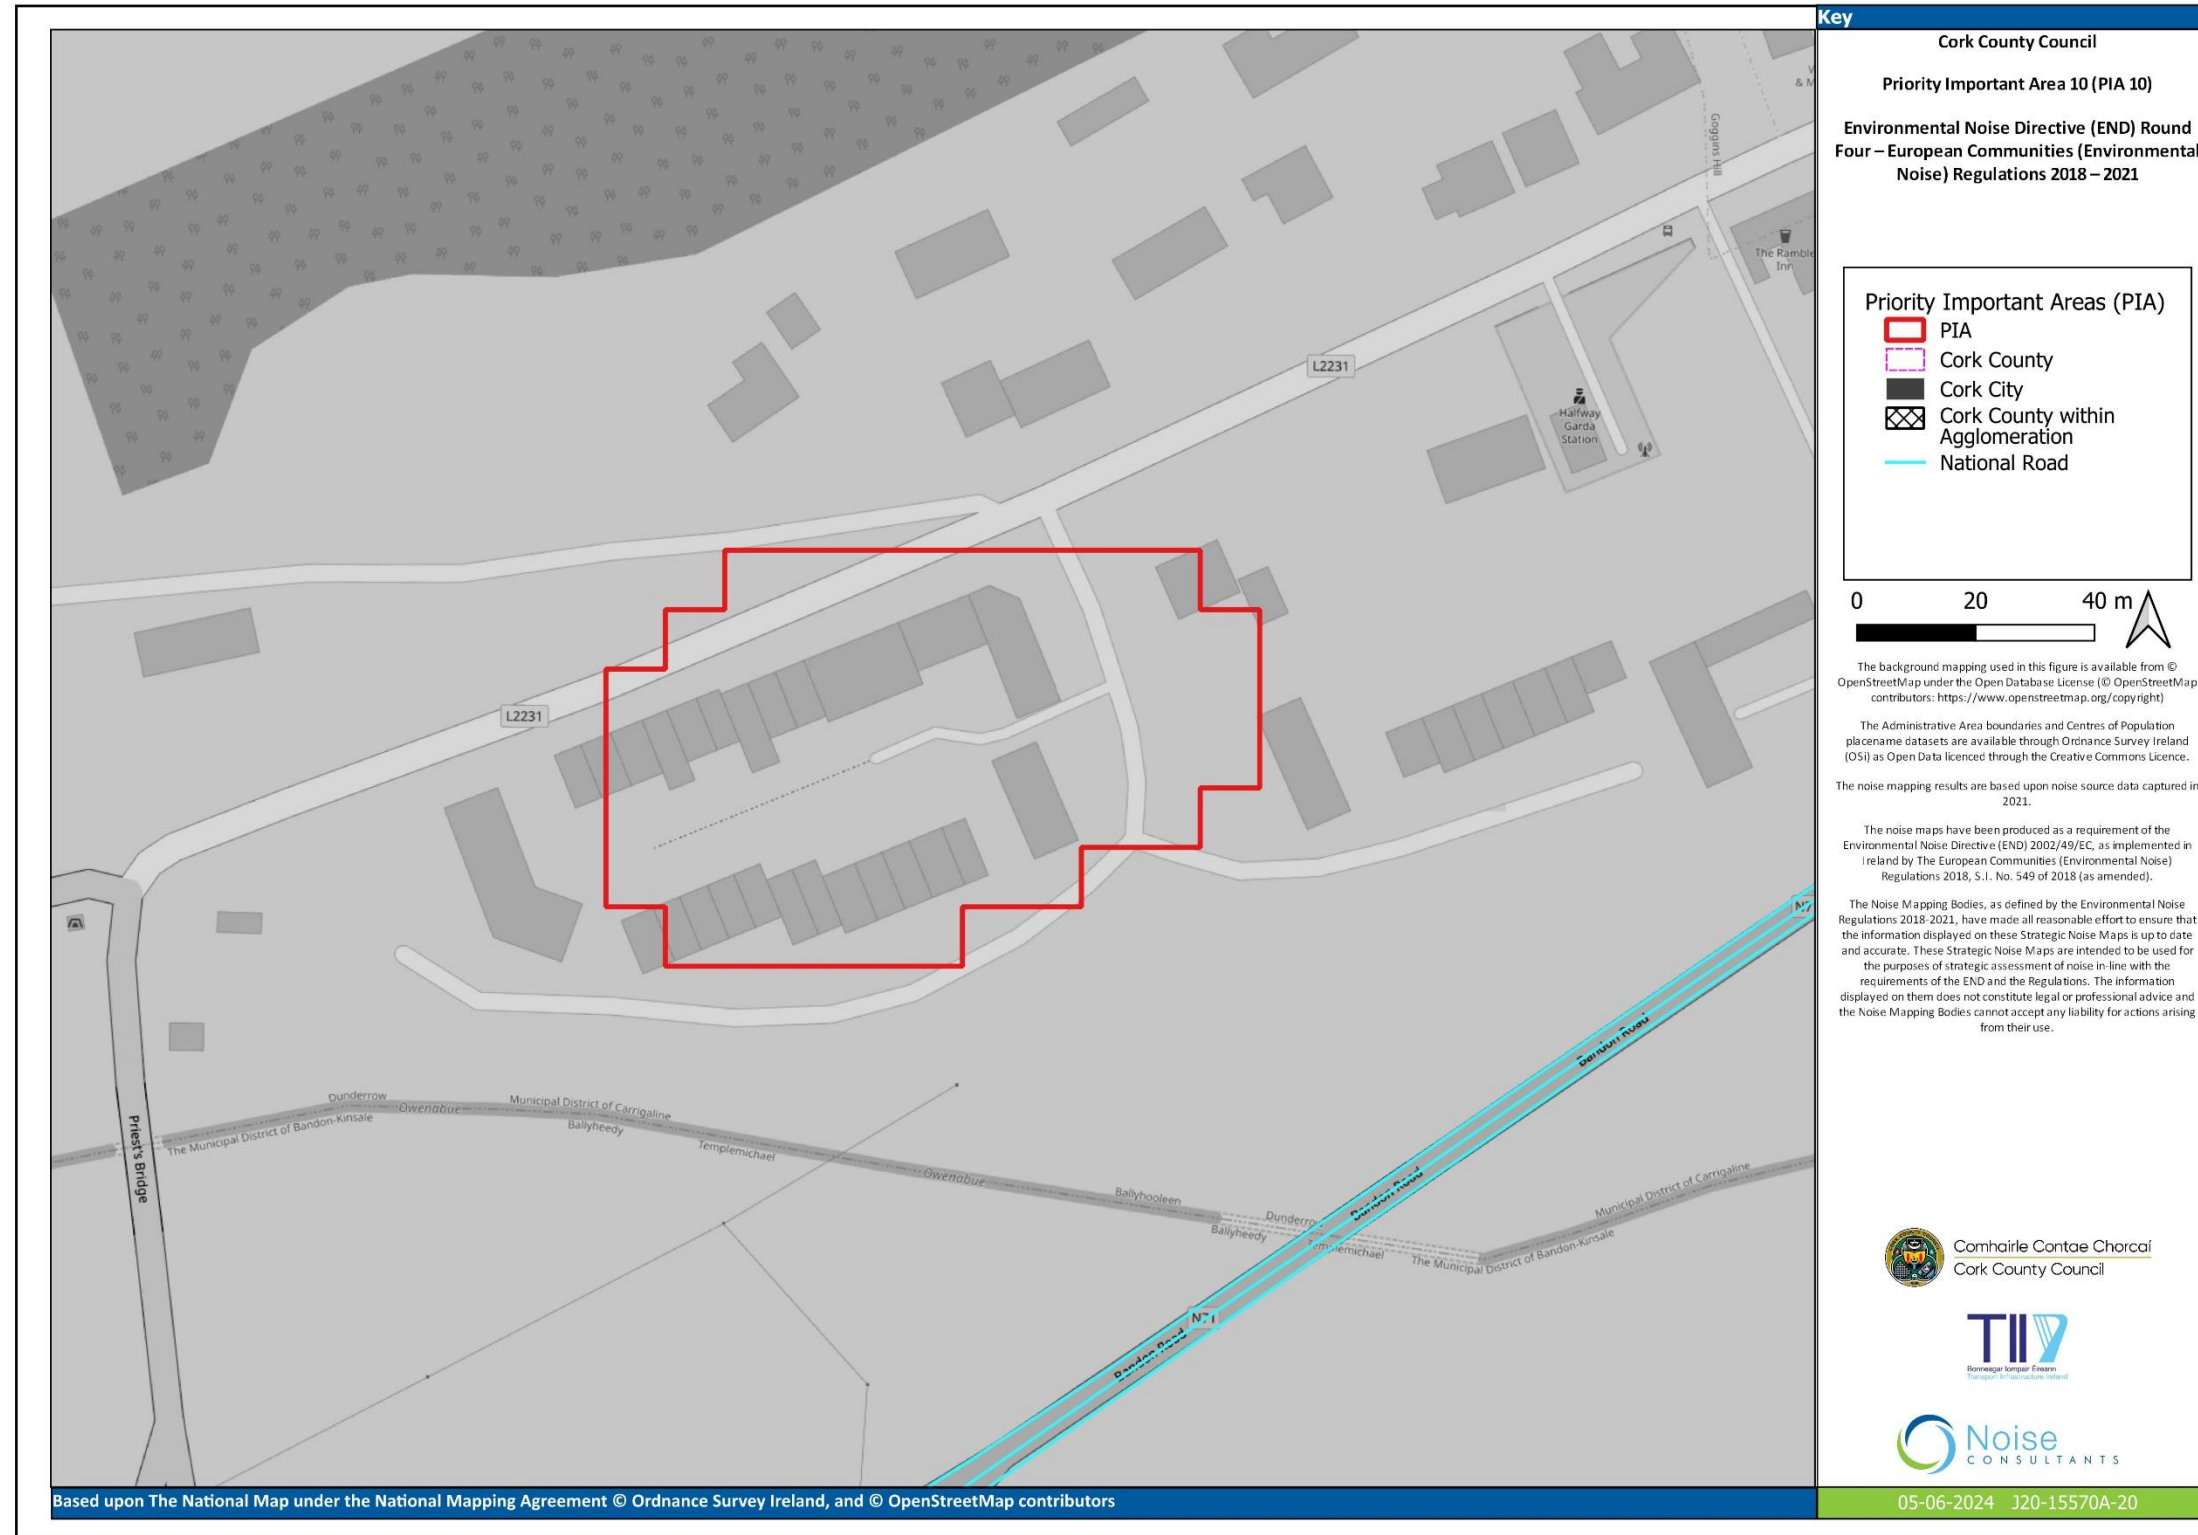 Key
Cork County Council
Priority Important Area 10 (PIA 10)
Environmental Noise Directive (END) Round
Four – European Communities (Environmental
Noise) Regulations 2018 – 2021
Priority Important Areas (PIA)
PIA
Cork County
Cork City
Cork County within
Agglomeration
National Road
0 20 40 m
The background mapping used in this figure is available from ©
OpenStreetMap under the Open Database License (© OpenStreetMap
contributors: https://www.openstreetmap.org/copyright)
The Administrative Area boundaries and Centres of Population
placename datasets are available through Ordnance Survey Ireland
(OSi) as Open Data licenced through the Creative Commons Licence.
The noise mapping results are based upon noise source data captured in
2021.
The noise maps have been produced as a requirement of the
Environmental Noise Directive (END) 2002/49/EC, as implemented in
Ireland by The European Communities (Environmental Noise)
Regulations 2018, S.I. No. 549 of 2018 (as amended).
The Noise Mapping Bodies, as defined by the Environmental Noise
Regulations 2018-2021, have made all reasonable effort to ensure that
the information displayed on these Strategic Noise Maps is up to date
and accurate. These Strategic Noise Maps are intended to be used for
the purposes of strategic assessment of noise in-line with the
requirements of the END and the Regulations. The information
displayed on them does not constitute legal or professional advice and
the Noise Mapping Bodies cannot accept any liability for actions arising
from their use.
Comhairle Contae Chorcaí
Cork County Council
TII
Bonneagar Iompair Éireann
Transport Infrastructure Ireland
Noise
CONSULTANTS
05-06-2024 J20-15570A-20
Goggins Hill
& M
The Ramble
Inn
L2231
Halfway
Garda
Station
L2231
N7
Bandon Road
Priest's Bridge
Dunderrow
Owenabue
Municipal District of Carrigaline
The Municipal District of Bandon-Kinsale
Ballyheedy
Templemichael
Owenabue
Ballyhooleen
Bandon Road
Dunderrow
Ballyheedy
Templemichael
Municipal District of Carrigaline
The Municipal District of Bandon-Kinsale
N71
Bandon Road
Based upon The National Map under the National Mapping Agreement © Ordnance Survey Ireland, and © OpenStreetMap contributors